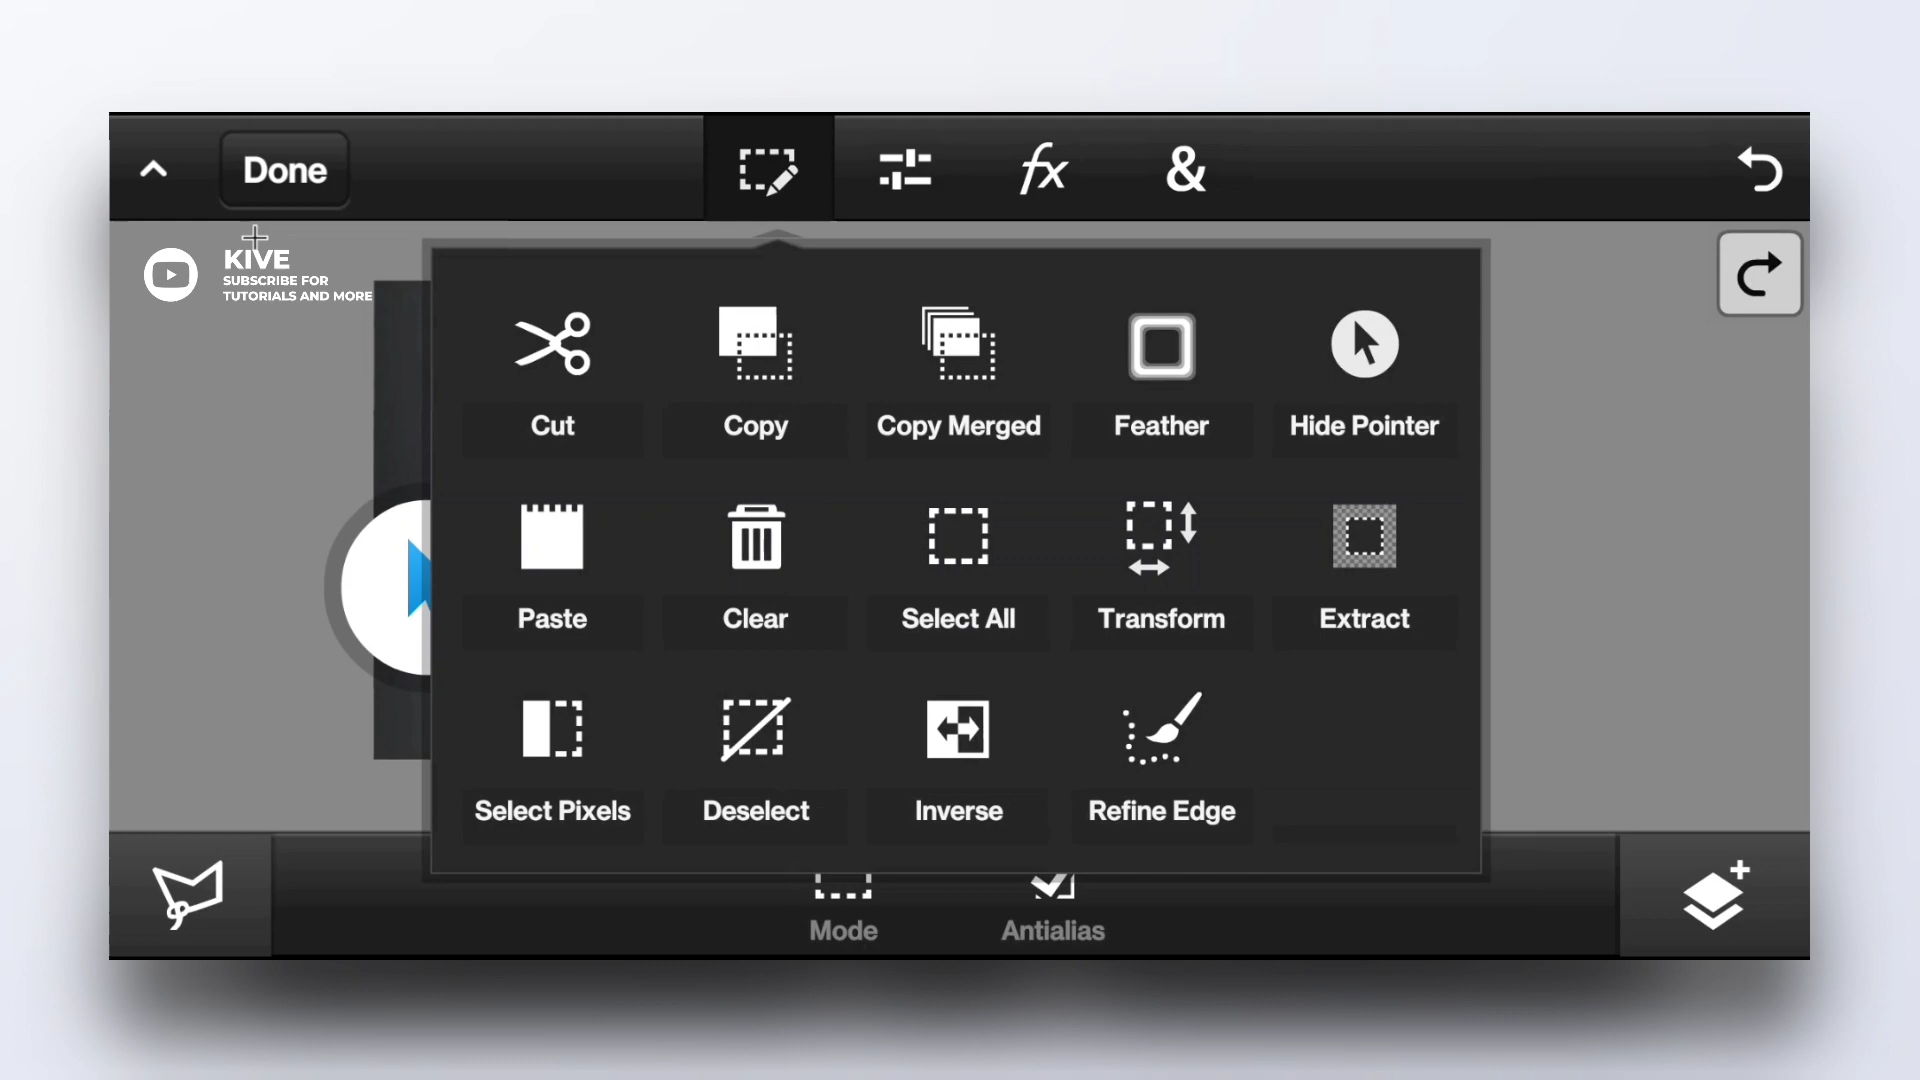 Done
fx
&
KIVE
SUBSCRIBE FOR
TUTORIALS AND MORE
Cut
Copy
Copy Merged
Feather
Hide Pointer
Paste
Clear
Select All
Transform
Extract
Select Pixels
Deselect
Inverse
Refine Edge
Mode
Antialias